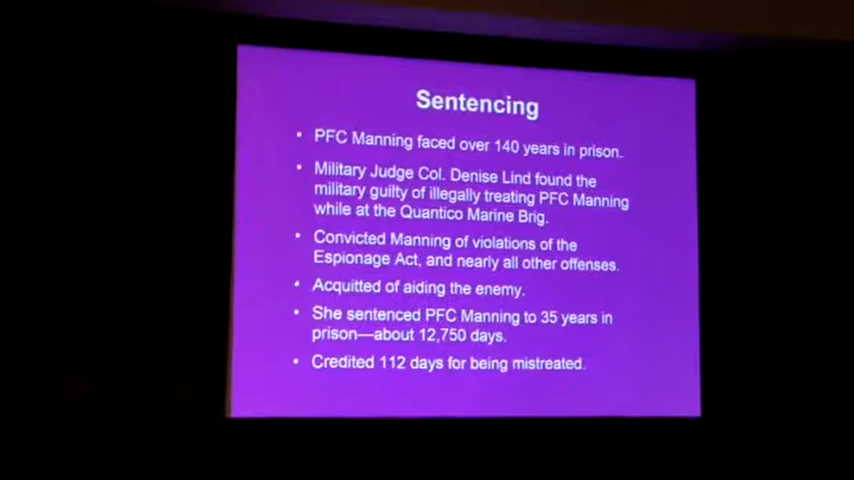 Sentencing
• PFC Manning faced over 140 years in prison.
• Military Judge Col. Denise Lind found the
military guilty of illegally treating PFC Manning
while at the Quantico Marine Brig.
• Convicted Manning of violations of the
Espionage Act, and nearly all other offenses.
• Acquitted of aiding the enemy.
• She sentenced PFC Manning to 35 years in
prison—about 12,750 days.
• Credited 112 days for being mistreated.